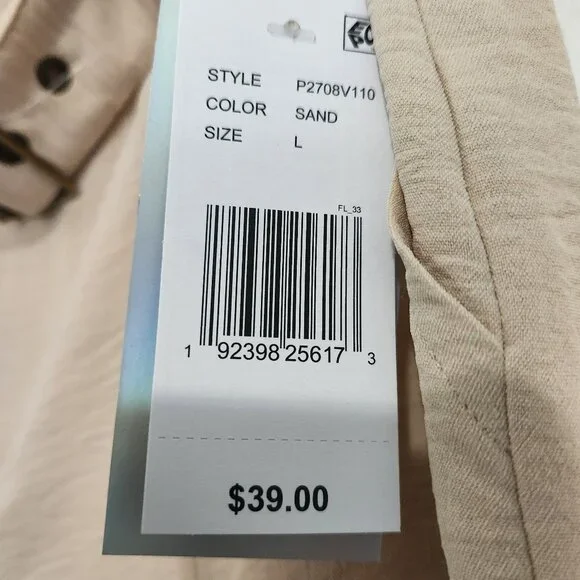 STYLE P2708V110
COLOR SAND
SIZE L
FL_33
1 92398 25617 3
$39.00